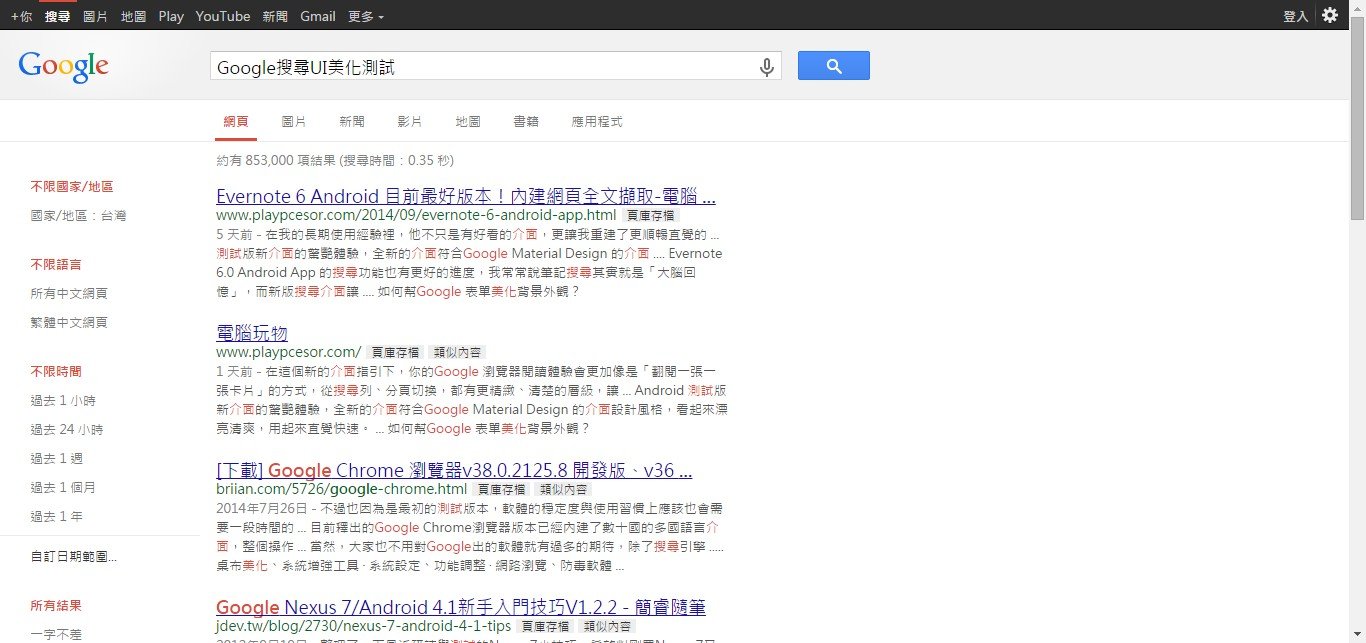 +你 搜尋 圖片 地圖 Play YouTube 新聞 Gmail 更多 登入
Google Google搜尋UI美化測試
網頁 圖片 新聞 影片 地圖 書籍 應用程式
約有 853,000 項結果 (搜尋時間：0.35 秒)
不限國家/地區
國家/地區：台灣
不限語言
所有中文網頁
繁體中文網頁
不限時間
過去 1 小時
過去 24 小時
過去 1 週
過去 1 個月
過去 1 年
自訂日期範圍...
所有結果
一字不差
Evernote 6 Android 目前最好版本！內建網頁全文擷取-電腦 ...
www.playpcesor.com/2014/09/evernote-6-android-app.html 頁庫存檔
5 天前 - 在我的長期使用經驗裡，他不只是有好看的介面，更讓我重建了更順暢直覺的 ...
測試版新介面的驚艷體驗，全新的介面符合Google Material Design 的介面 .... Evernote
6.0 Android App 的搜尋功能也有更好的進度，我常常說筆記搜尋其實就是「大腦回
憶」，而新版搜尋介面讓 .... 如何幫Google 表單美化背景外觀？
電腦玩物
www.playpcesor.com/ 頁庫存檔 類似內容
1 天前 - 在這個新的介面指引下，你的Google 瀏覽器閱讀體驗會更加像是「翻閱一張一
張卡片」的方式，從搜尋列、分頁切換，都有更精緻、清楚的層級，讓 ... Android 測試版
新介面的驚艷體驗，全新的介面符合Google Material Design 的介面設計風格，看起來漂
亮清爽，用起來直覺快速。 ... 如何幫Google 表單美化背景外觀？
[下載] Google Chrome 瀏覽器v38.0.2125.8 開發版、v36 ...
briian.com/5726/google-chrome.html 頁庫存檔 類似內容
2014年7月26日 - 不過也因為是最初的測試版本，軟體的穩定度與使用習慣上應該也會需
要一段時間的 ... 目前釋出的Google Chrome瀏覽器版本已經內建了數十國的多國語言介
面，整個操作 ... 當然，大家也不用對Google出的軟體就有過多的期待，除了搜尋引擎 .....
桌布美化、系統增強工具 · 系統設定、功能調整 · 網路瀏覽、防毒軟體 ...
Google Nexus 7/Android 4.1新手入門技巧V1.2.2 - 簡睿隨筆
jdev.tw/blog/2730/nexus-7-android-4-1-tips 頁庫存檔 類似內容